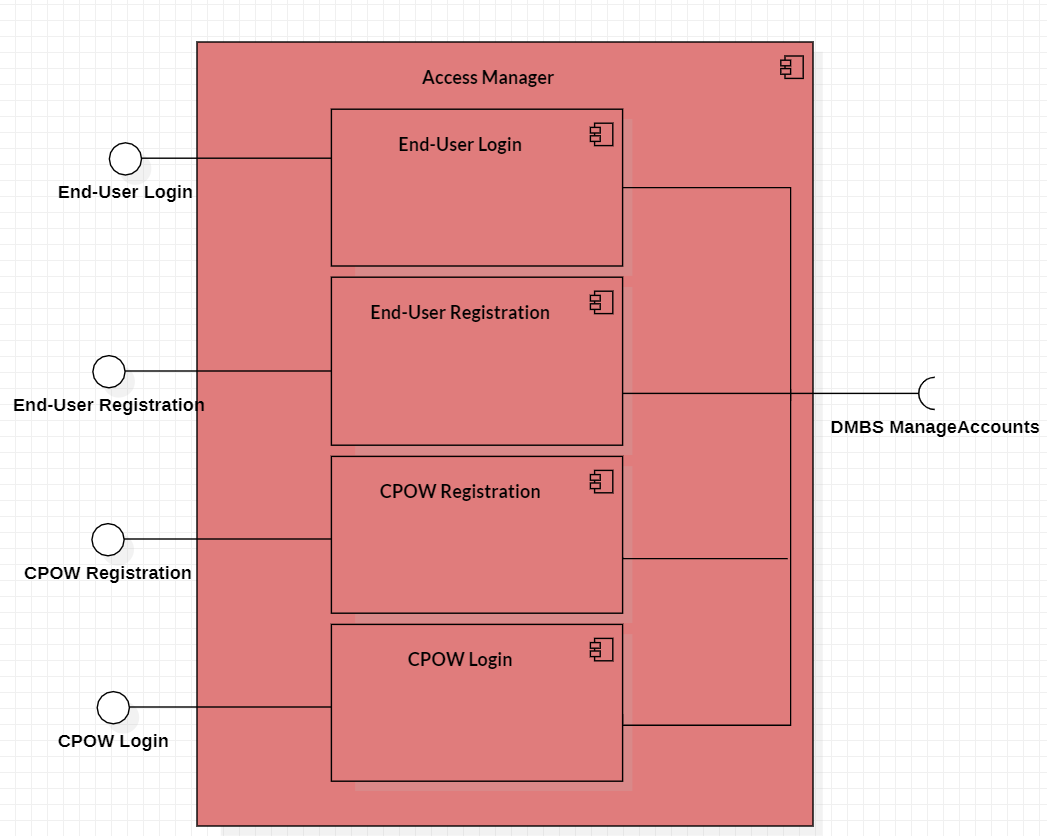 Access Manager
End-User Login
End-User Login
End-User Registration
End-User Registration
DMBS ManageAccounts
CPOW Registration
CPOW Registration
CPOW Login
CPOW Login